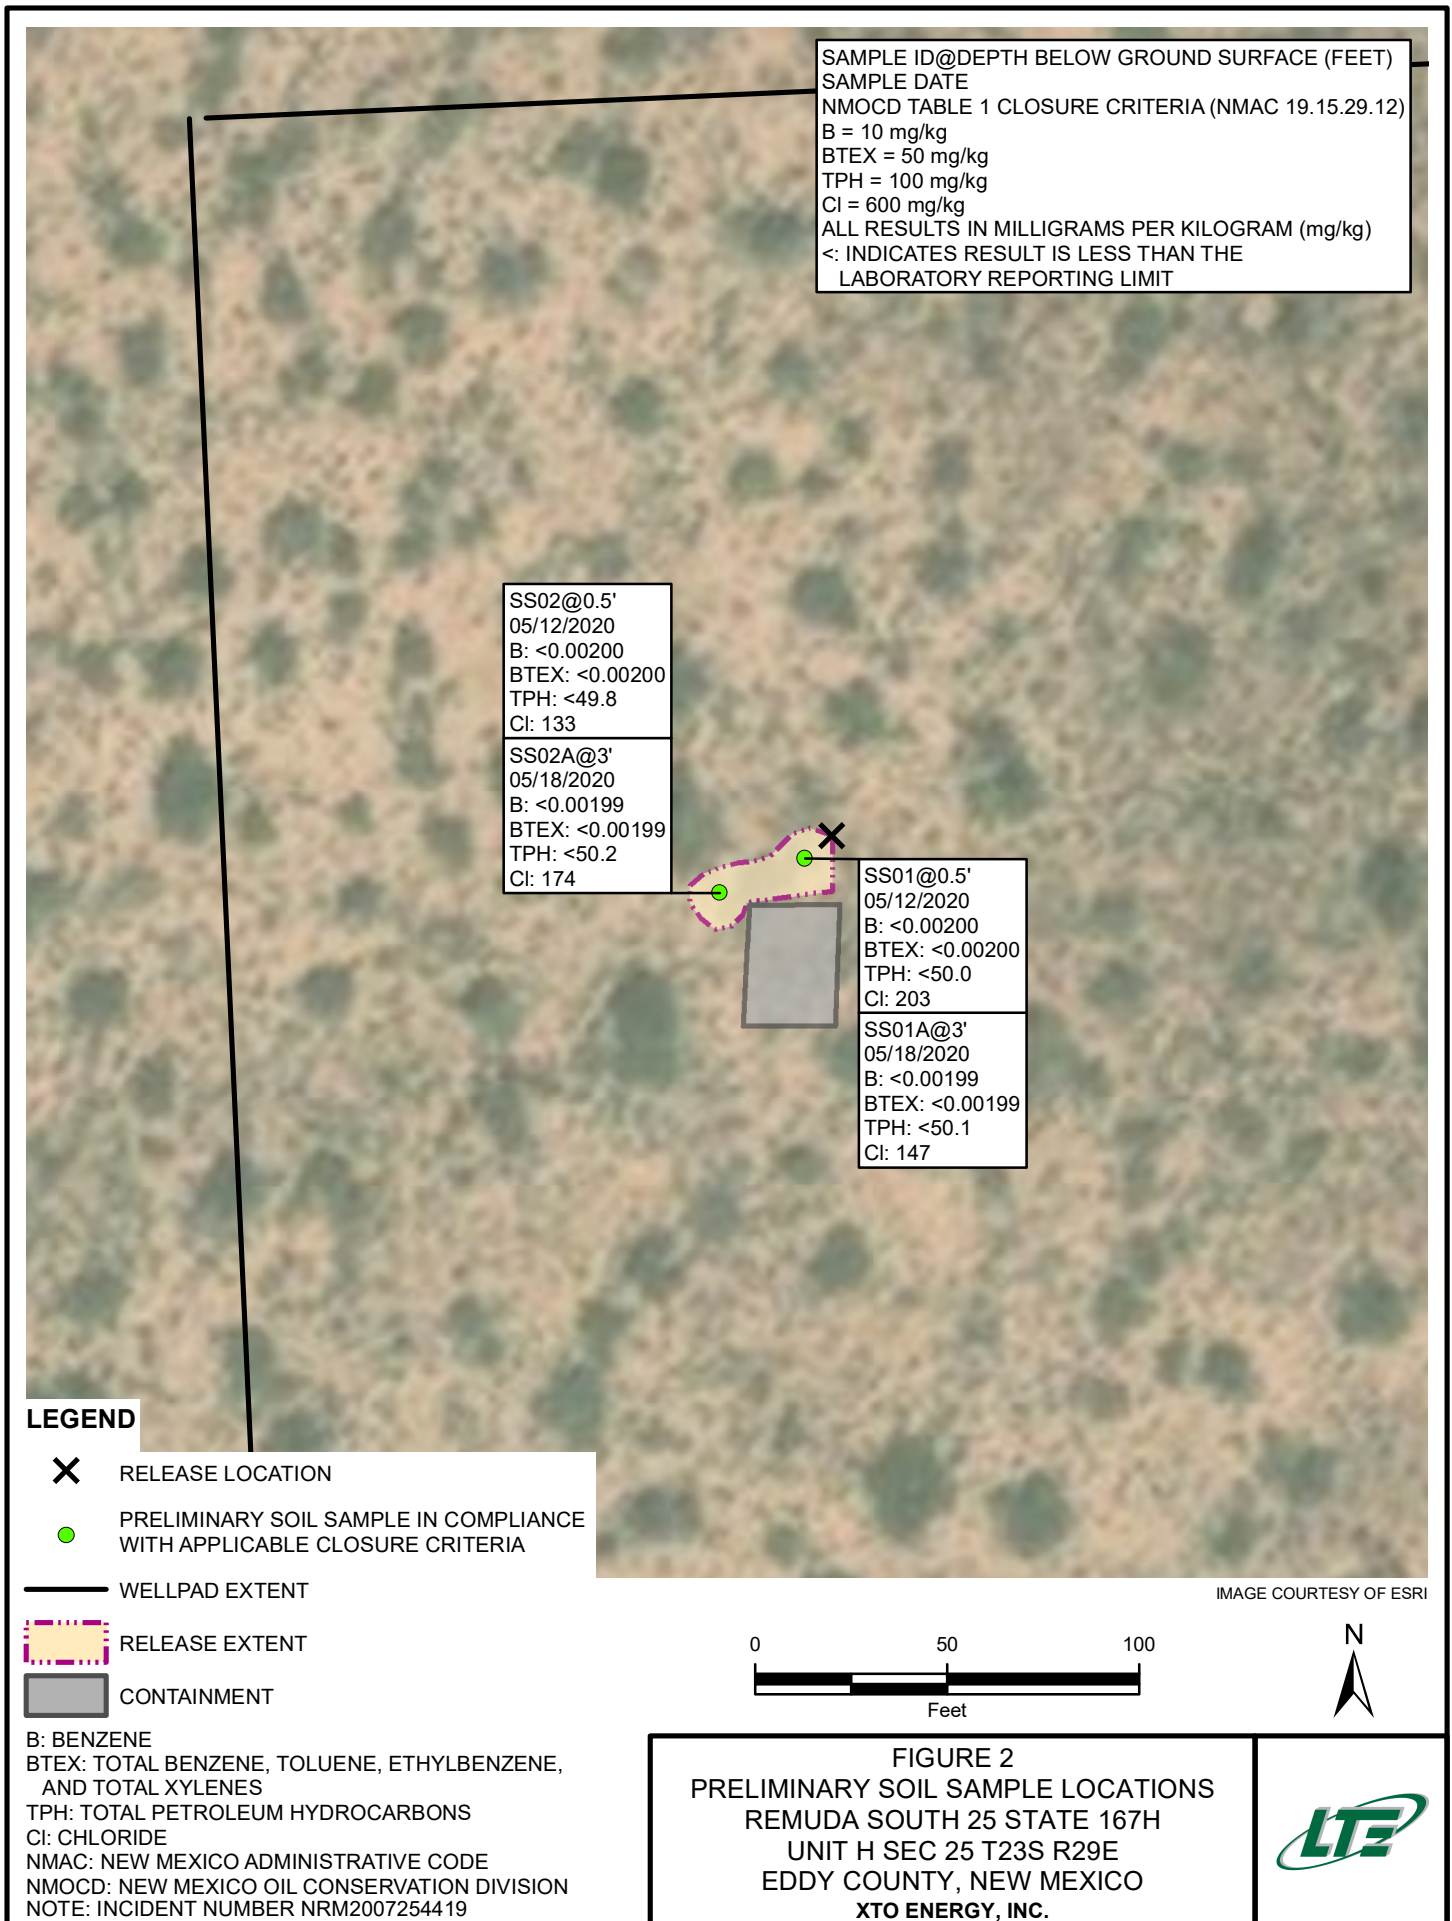 SAMPLE ID@DEPTH BELOW GROUND SURFACE (FEET)
SAMPLE DATE
NMOCD TABLE 1 CLOSURE CRITERIA (NMAC 19.15.29.12)
B = 10 mg/kg
BTEX = 50 mg/kg
TPH = 100 mg/kg
Cl = 600 mg/kg
ALL RESULTS IN MILLIGRAMS PER KILOGRAM (mg/kg)
<: INDICATES RESULT IS LESS THAN THE
LABORATORY REPORTING LIMIT
SS02@0.5'
05/12/2020
B: <0.00200
BTEX: <0.00200
TPH: <49.8
Cl: 133
SS02A@3'
05/18/2020
B: <0.00199
BTEX: <0.00199
TPH: <50.2
Cl: 174
SS01@0.5'
05/12/2020
B: <0.00200
BTEX: <0.00200
TPH: <50.0
Cl: 203
SS01A@3'
05/18/2020
B: <0.00199
BTEX: <0.00199
TPH: <50.1
Cl: 147
LEGEND
RELEASE LOCATION
PRELIMINARY SOIL SAMPLE IN COMPLIANCE
WITH APPLICABLE CLOSURE CRITERIA
WELLPAD EXTENT
RELEASE EXTENT
CONTAINMENT
B: BENZENE
BTEX: TOTAL BENZENE, TOLUENE, ETHYLBENZENE,
AND TOTAL XYLENES
TPH: TOTAL PETROLEUM HYDROCARBONS
Cl: CHLORIDE
NMAC: NEW MEXICO ADMINISTRATIVE CODE
NMOCD: NEW MEXICO OIL CONSERVATION DIVISION
NOTE: INCIDENT NUMBER NRM2007254419
IMAGE COURTESY OF ESRI
0 50 100
Feet
N
FIGURE 2
PRELIMINARY SOIL SAMPLE LOCATIONS
REMUDA SOUTH 25 STATE 167H
UNIT H SEC 25 T23S R29E
EDDY COUNTY, NEW MEXICO
XTO ENERGY, INC.
LTE